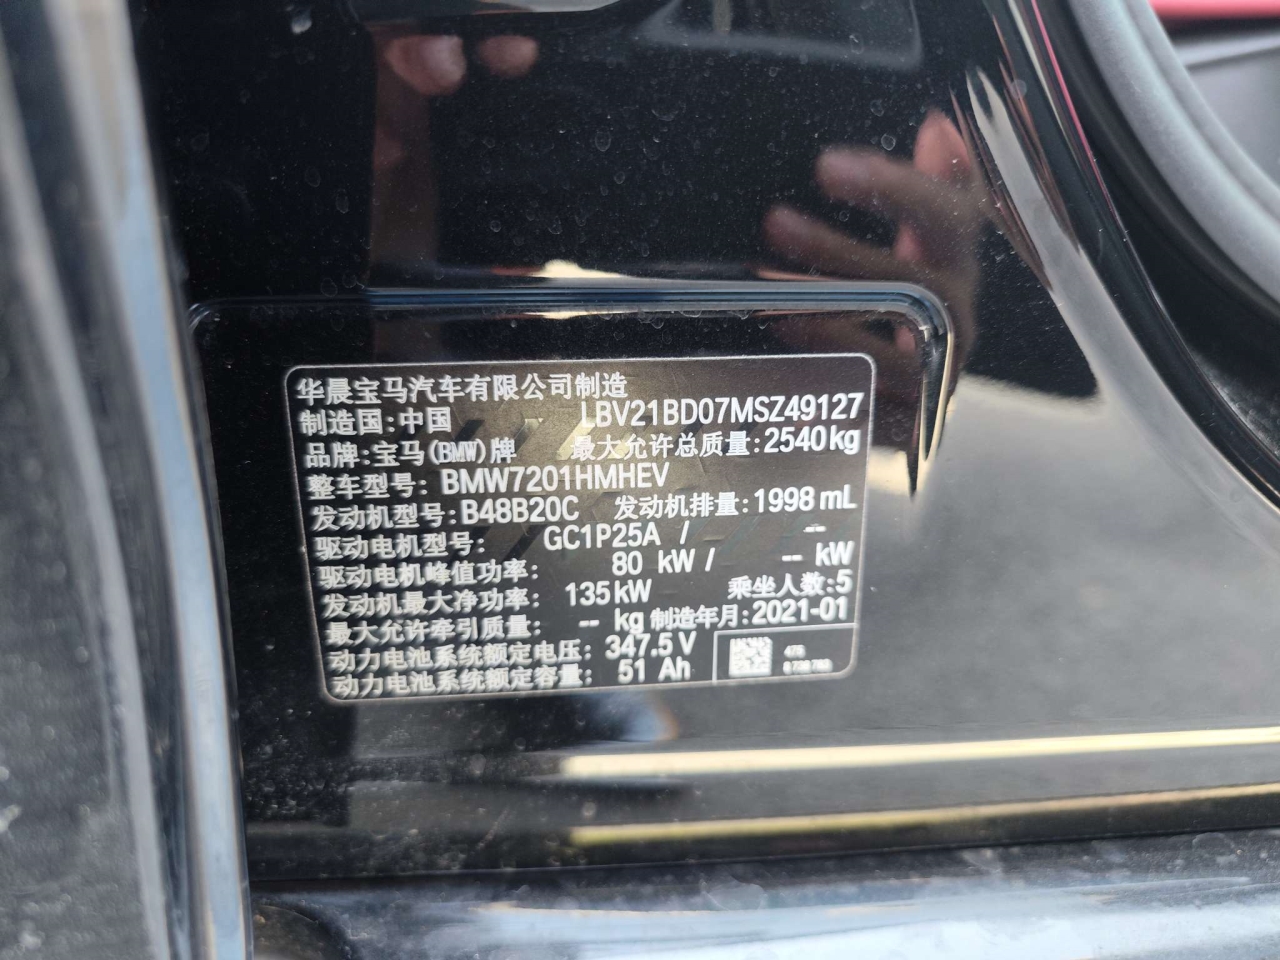 华晨宝马汽车有限公司制造
制造国:中国 LBV21BD07MSZ49127
品牌:宝马(BMW)牌 最大允许总质量:2540kg
整车型号: BMW7201HMHEV
发动机型号:B48B20C 发动机排量:1998 mL
驱动电机型号: GC1P25A / --
驱动电机峰值功率: 80 kW / -- kW
发动机最大净功率: 135kW 乘坐人数:5
最大允许牵引质量: -- kg 制造年月:2021-01
动力电池系统额定电压: 347.5 V
动力电池系统额定容量: 51 Ah